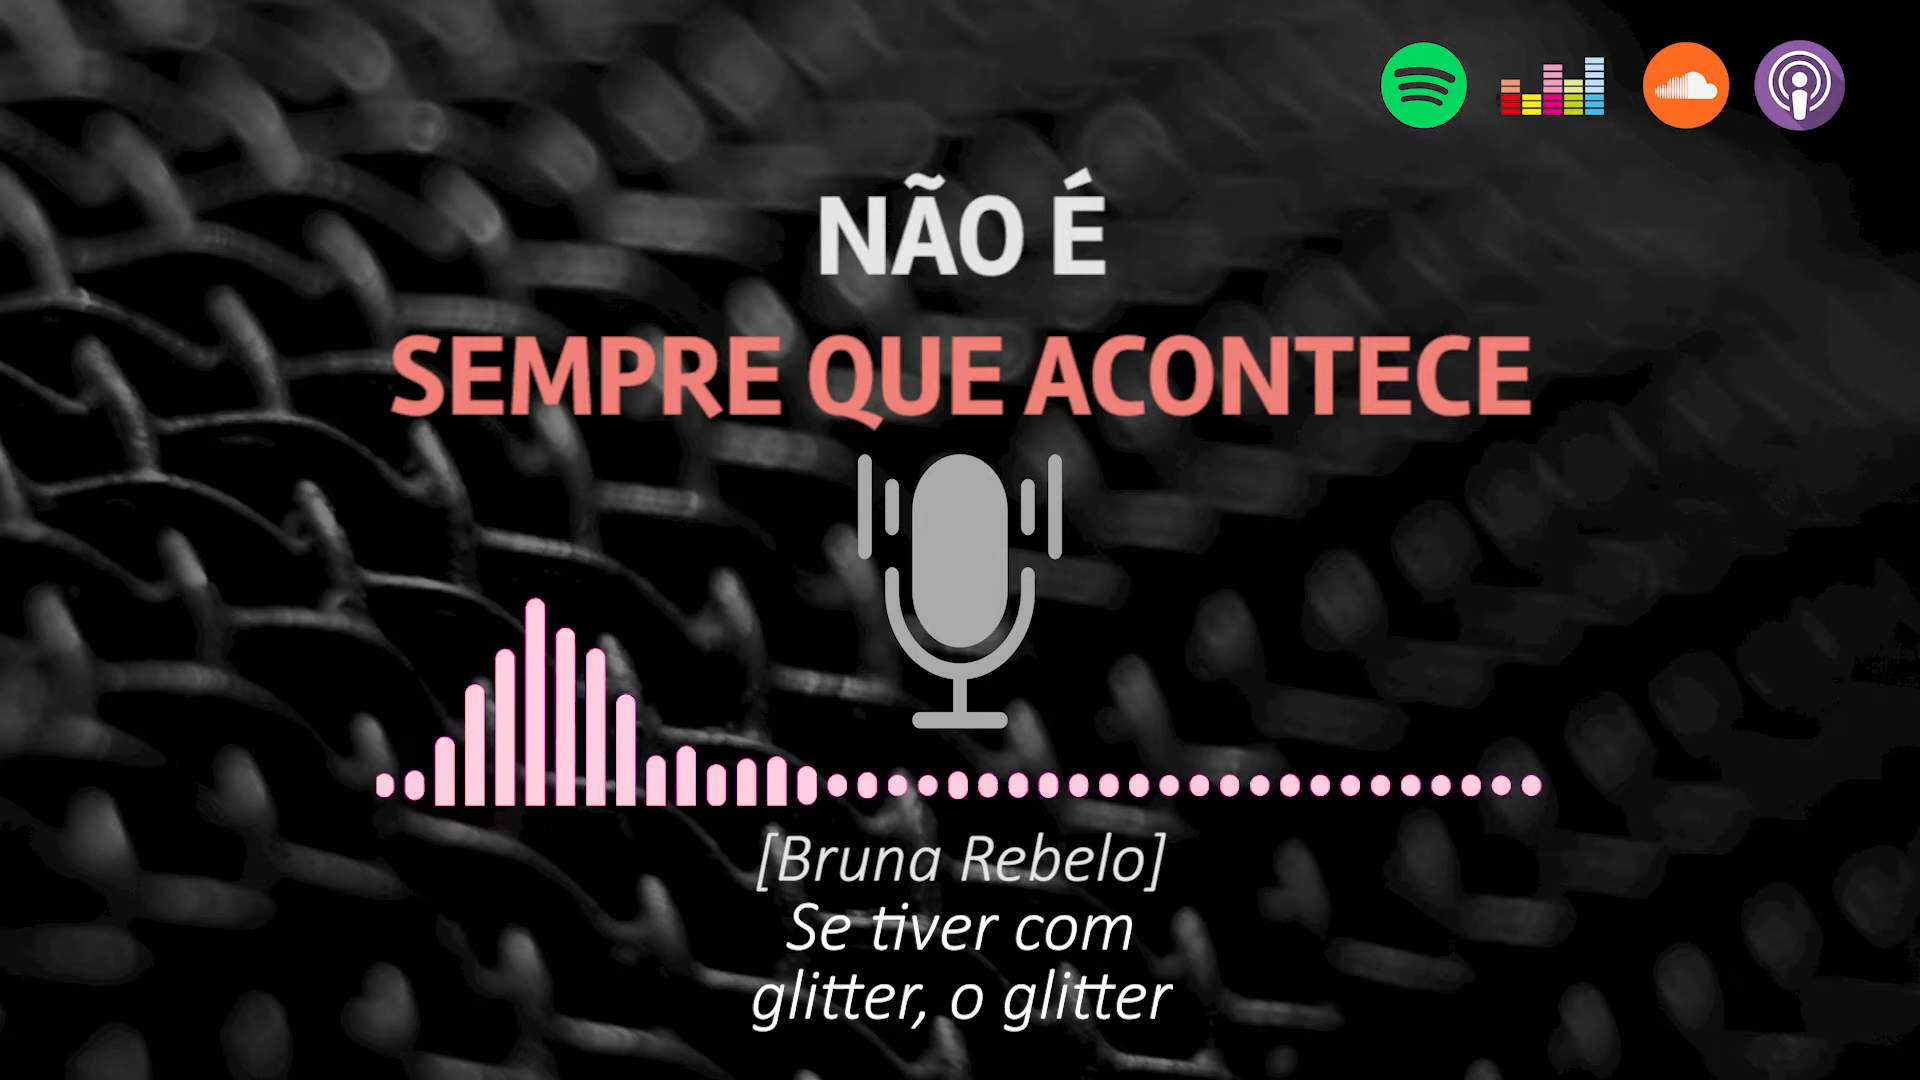 NÃO É
SEMPRE QUE ACONTECE
[Bruna Rebelo]
Se tiver com
glitter, o glitter